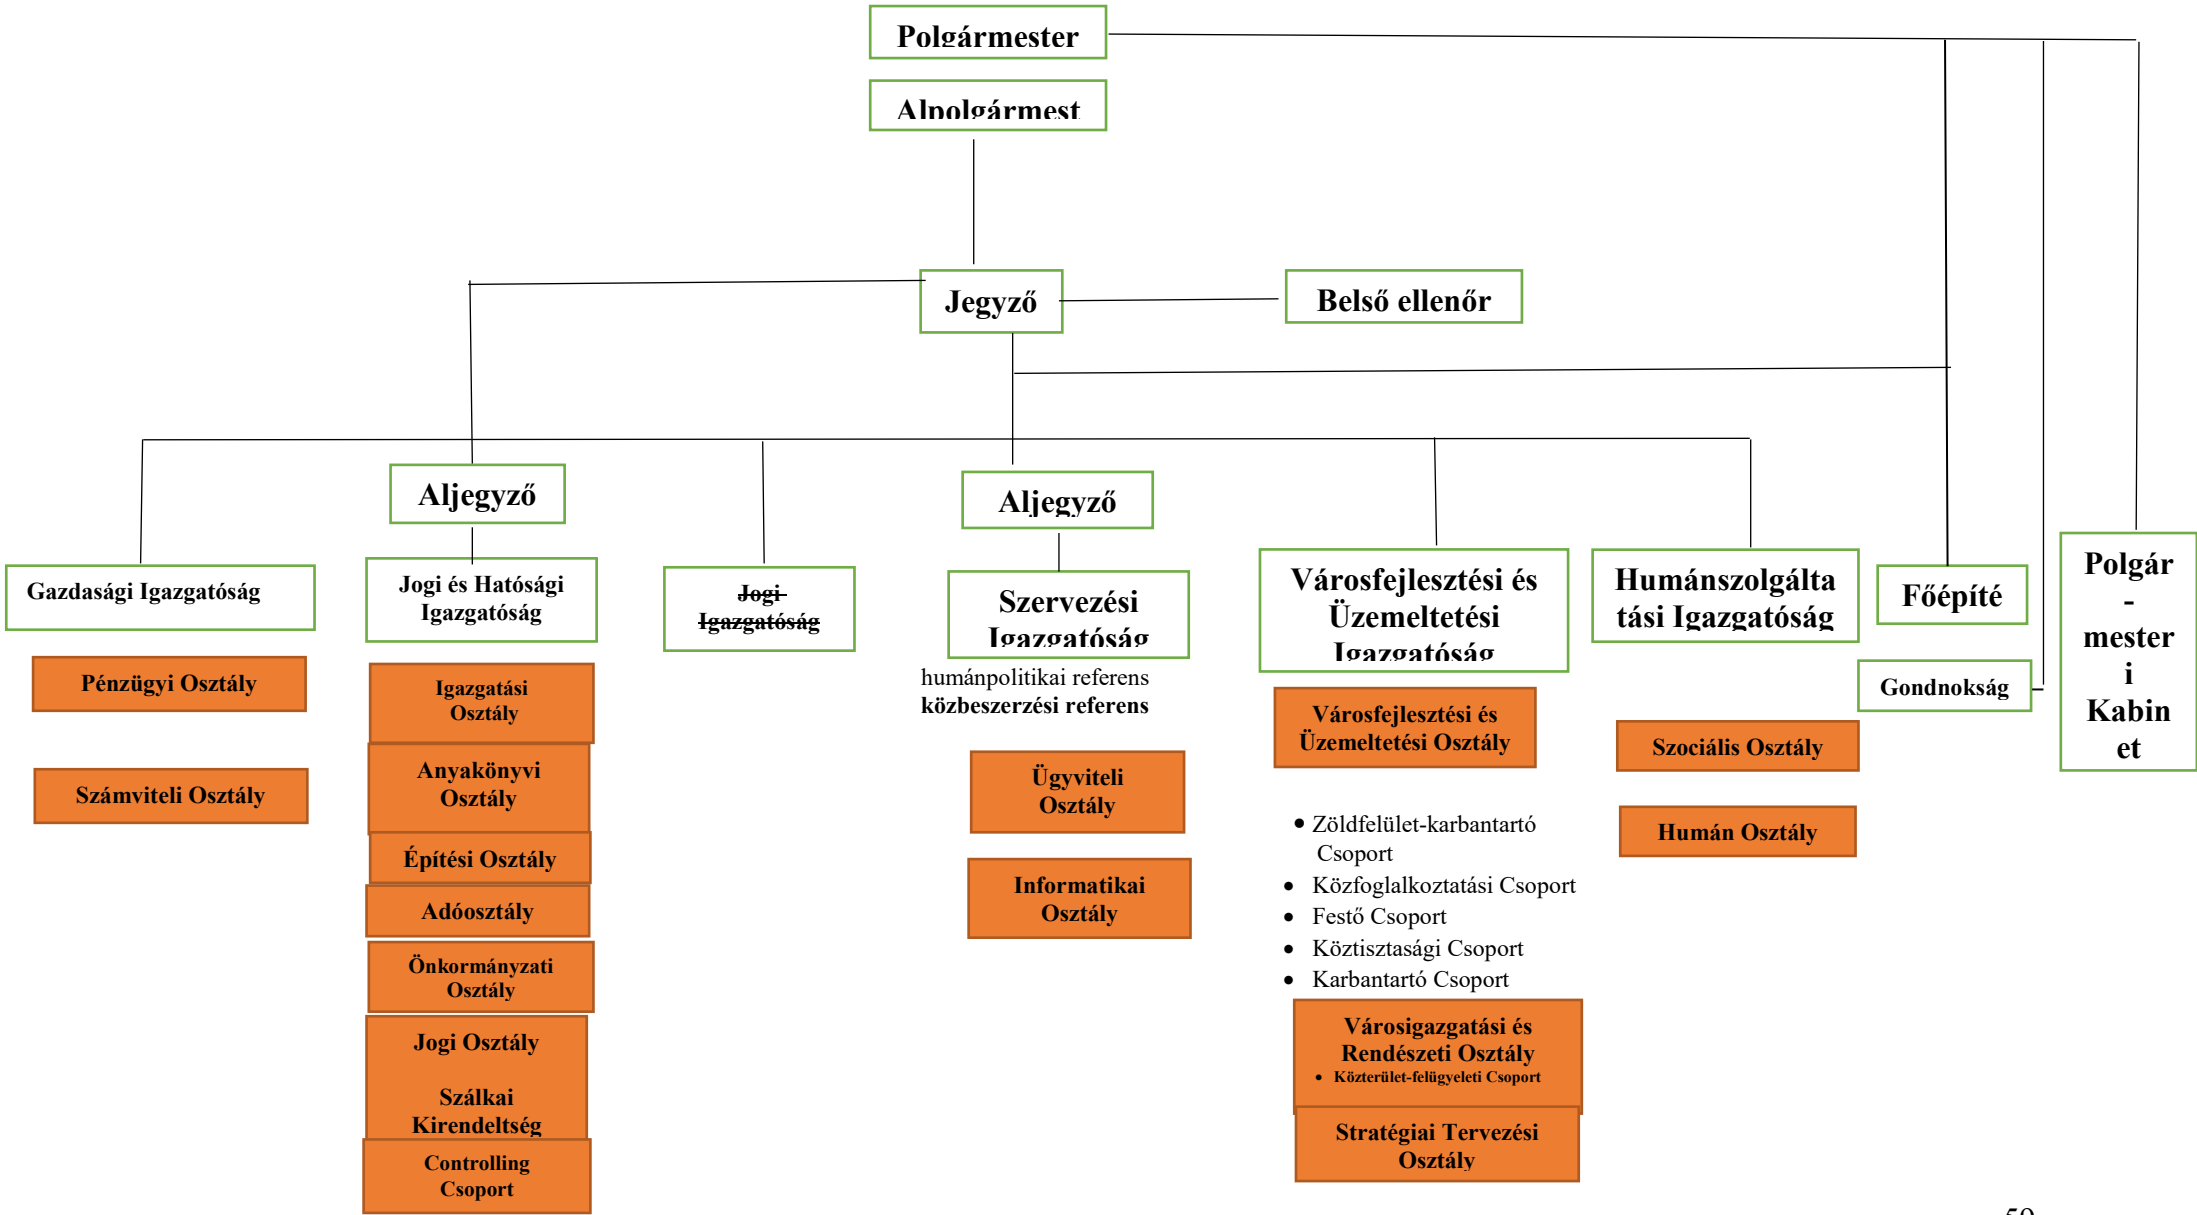 Polgármester
Alpolgármest
Jegyző
Belső ellenőr
Aljegyző
Aljegyző
Gazdasági Igazgatóság
Jogi és Hatósági
Igazgatóság
Jogi
Igazgatóság
Szervezési
Igazgatóság
Városfejlesztési és
Üzemeltetési
Igazgatóság
Humánszolgálta
tási Igazgatóság
Főépíté
Polgár
-
mester
i
Kabin
et
Gondnokság
Pénzügyi Osztály
Számviteli Osztály
Igazgatási
Osztály
Anyakönyvi
Osztály
Építési Osztály
Adóosztály
Önkormányzati
Osztály
Jogi Osztály
Szálkai
Kirendeltség
Controlling
Csoport
humánpolitikai referens
közbeszerzési referens
Ügyviteli
Osztály
Informatikai
Osztály
Városfejlesztési és
Üzemeltetési Osztály
• Zöldfelület-karbantartó
Csoport
• Közfoglalkoztatási Csoport
• Festő Csoport
• Köztisztasági Csoport
• Karbantartó Csoport
Városigazgatási és
Rendészeti Osztály
• Közterület-felügyeleti Csoport
Stratégiai Tervezési
Osztály
Szociális Osztály
Humán Osztály